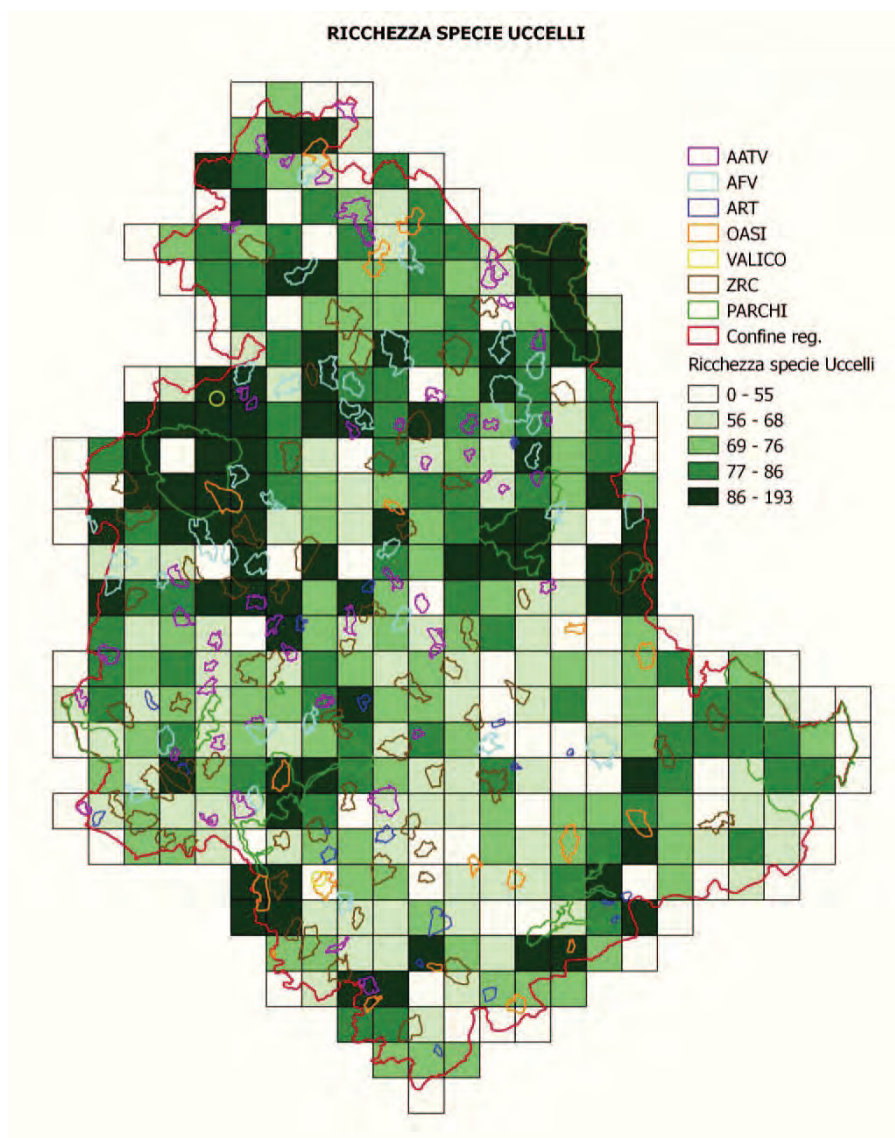 RICCHEZZA SPECIE UCCELLI
AATV
AFV
ART
OASI
VALICO
ZRC
PARCHI
Confine reg.
Ricchezza specie Uccelli
0 - 55
56 - 68
69 - 76
77 - 86
86 - 193